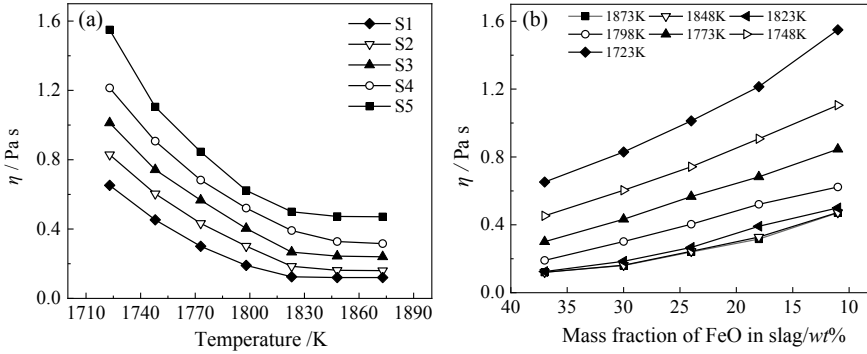 (a)
S1
S2
S3
S4
S5
1.6
1.2
0.8
0.4
0.0
η / Pa s
1710 1740 1770 1800 1830 1860 1890
Temperature /K
(b)
1873K 1848K 1823K
1798K 1773K 1748K
1723K
1.6
1.2
0.8
0.4
0.0
η / Pa s
40 35 30 25 20 15 10
Mass fraction of FeO in slag/wt%